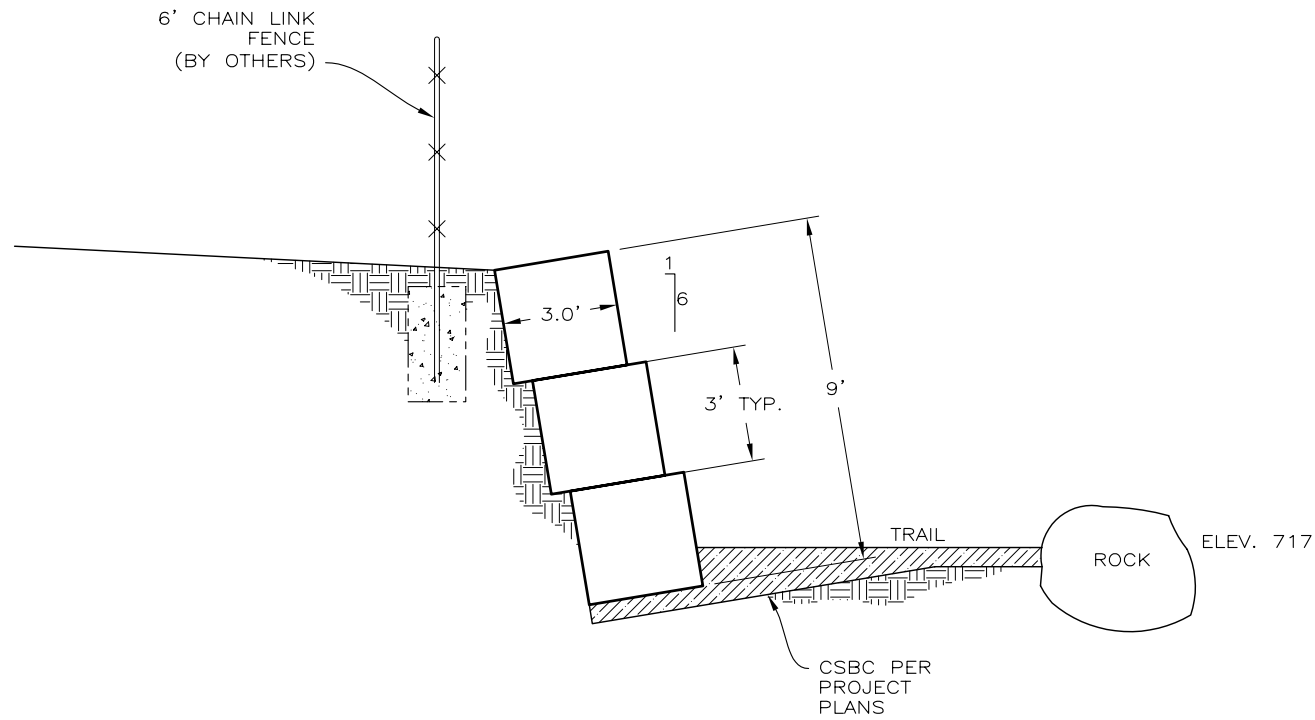 6' CHAIN LINK
FENCE
(BY OTHERS)
1
6
3.0'
9'
3' TYP.
TRAIL
ELEV. 717
ROCK
CSBC PER
PROJECT
PLANS